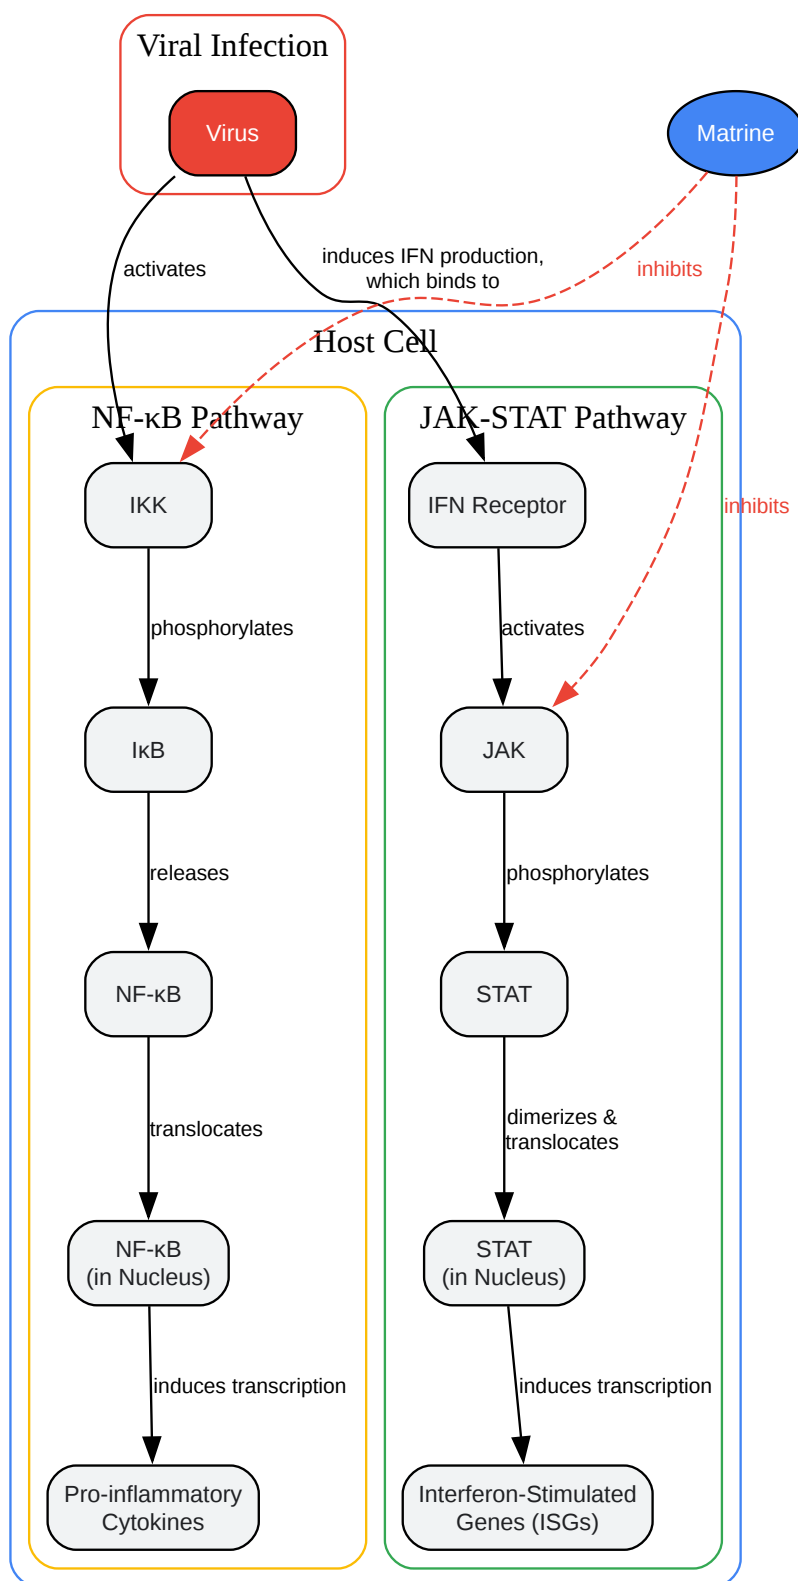 Viral Infection
Virus
Matrine
activates
induces IFN production,
which binds to
inhibits
Host Cell
NF-κB Pathway
JAK-STAT Pathway
IKK
IFN Receptor
inhibits
phosphorylates
activates
IκB
JAK
releases
phosphorylates
NF-κB
STAT
translocates
dimerizes &
translocates
NF-κB
(in Nucleus)
STAT
(in Nucleus)
induces transcription
induces transcription
Pro-inflammatory
Cytokines
Interferon-Stimulated
Genes (ISGs)